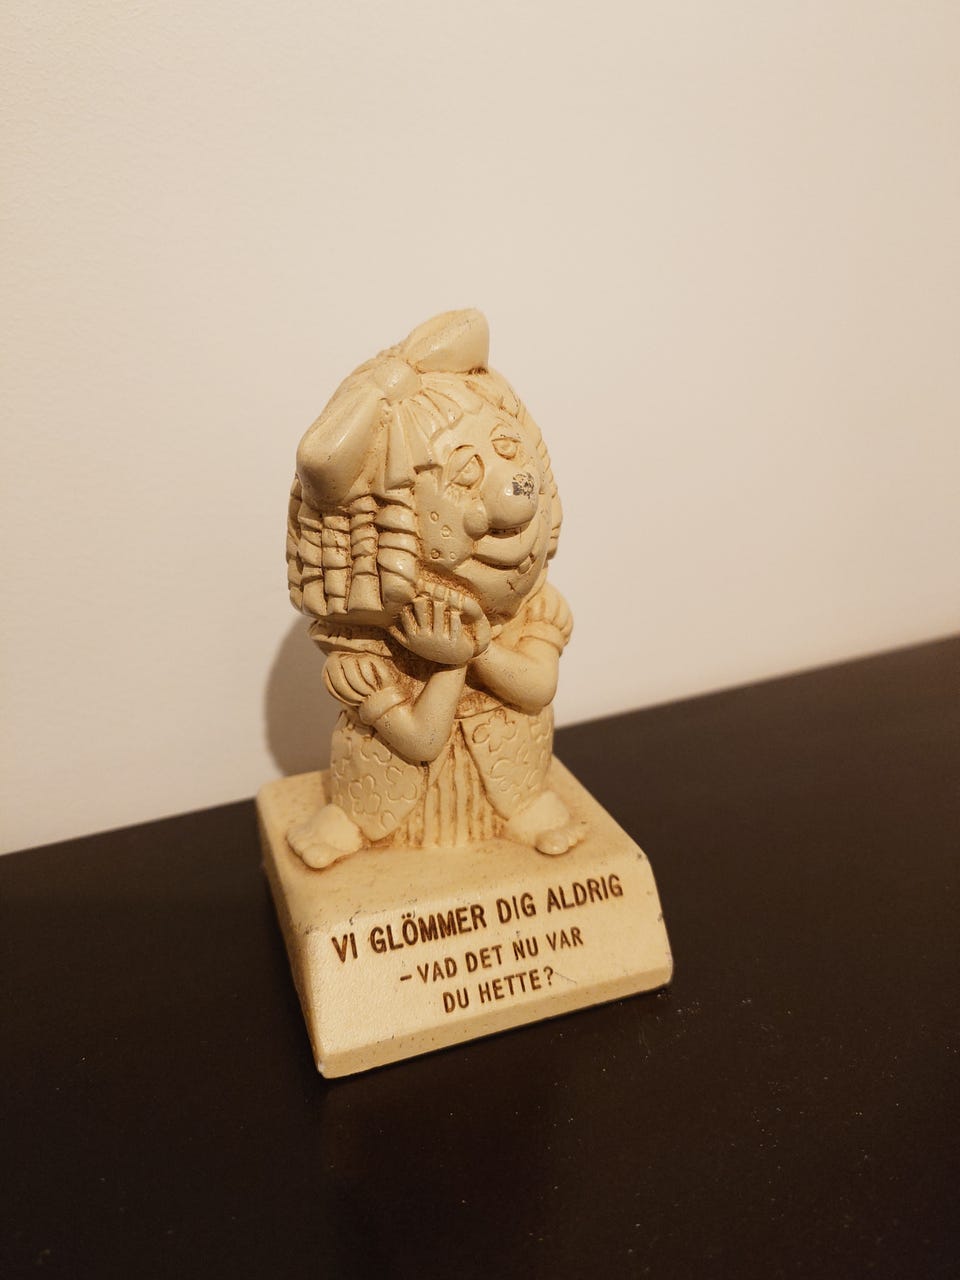 VI GLÖMMER DIG ALDRIG
– VAD DET NU VAR
DU HETTE?